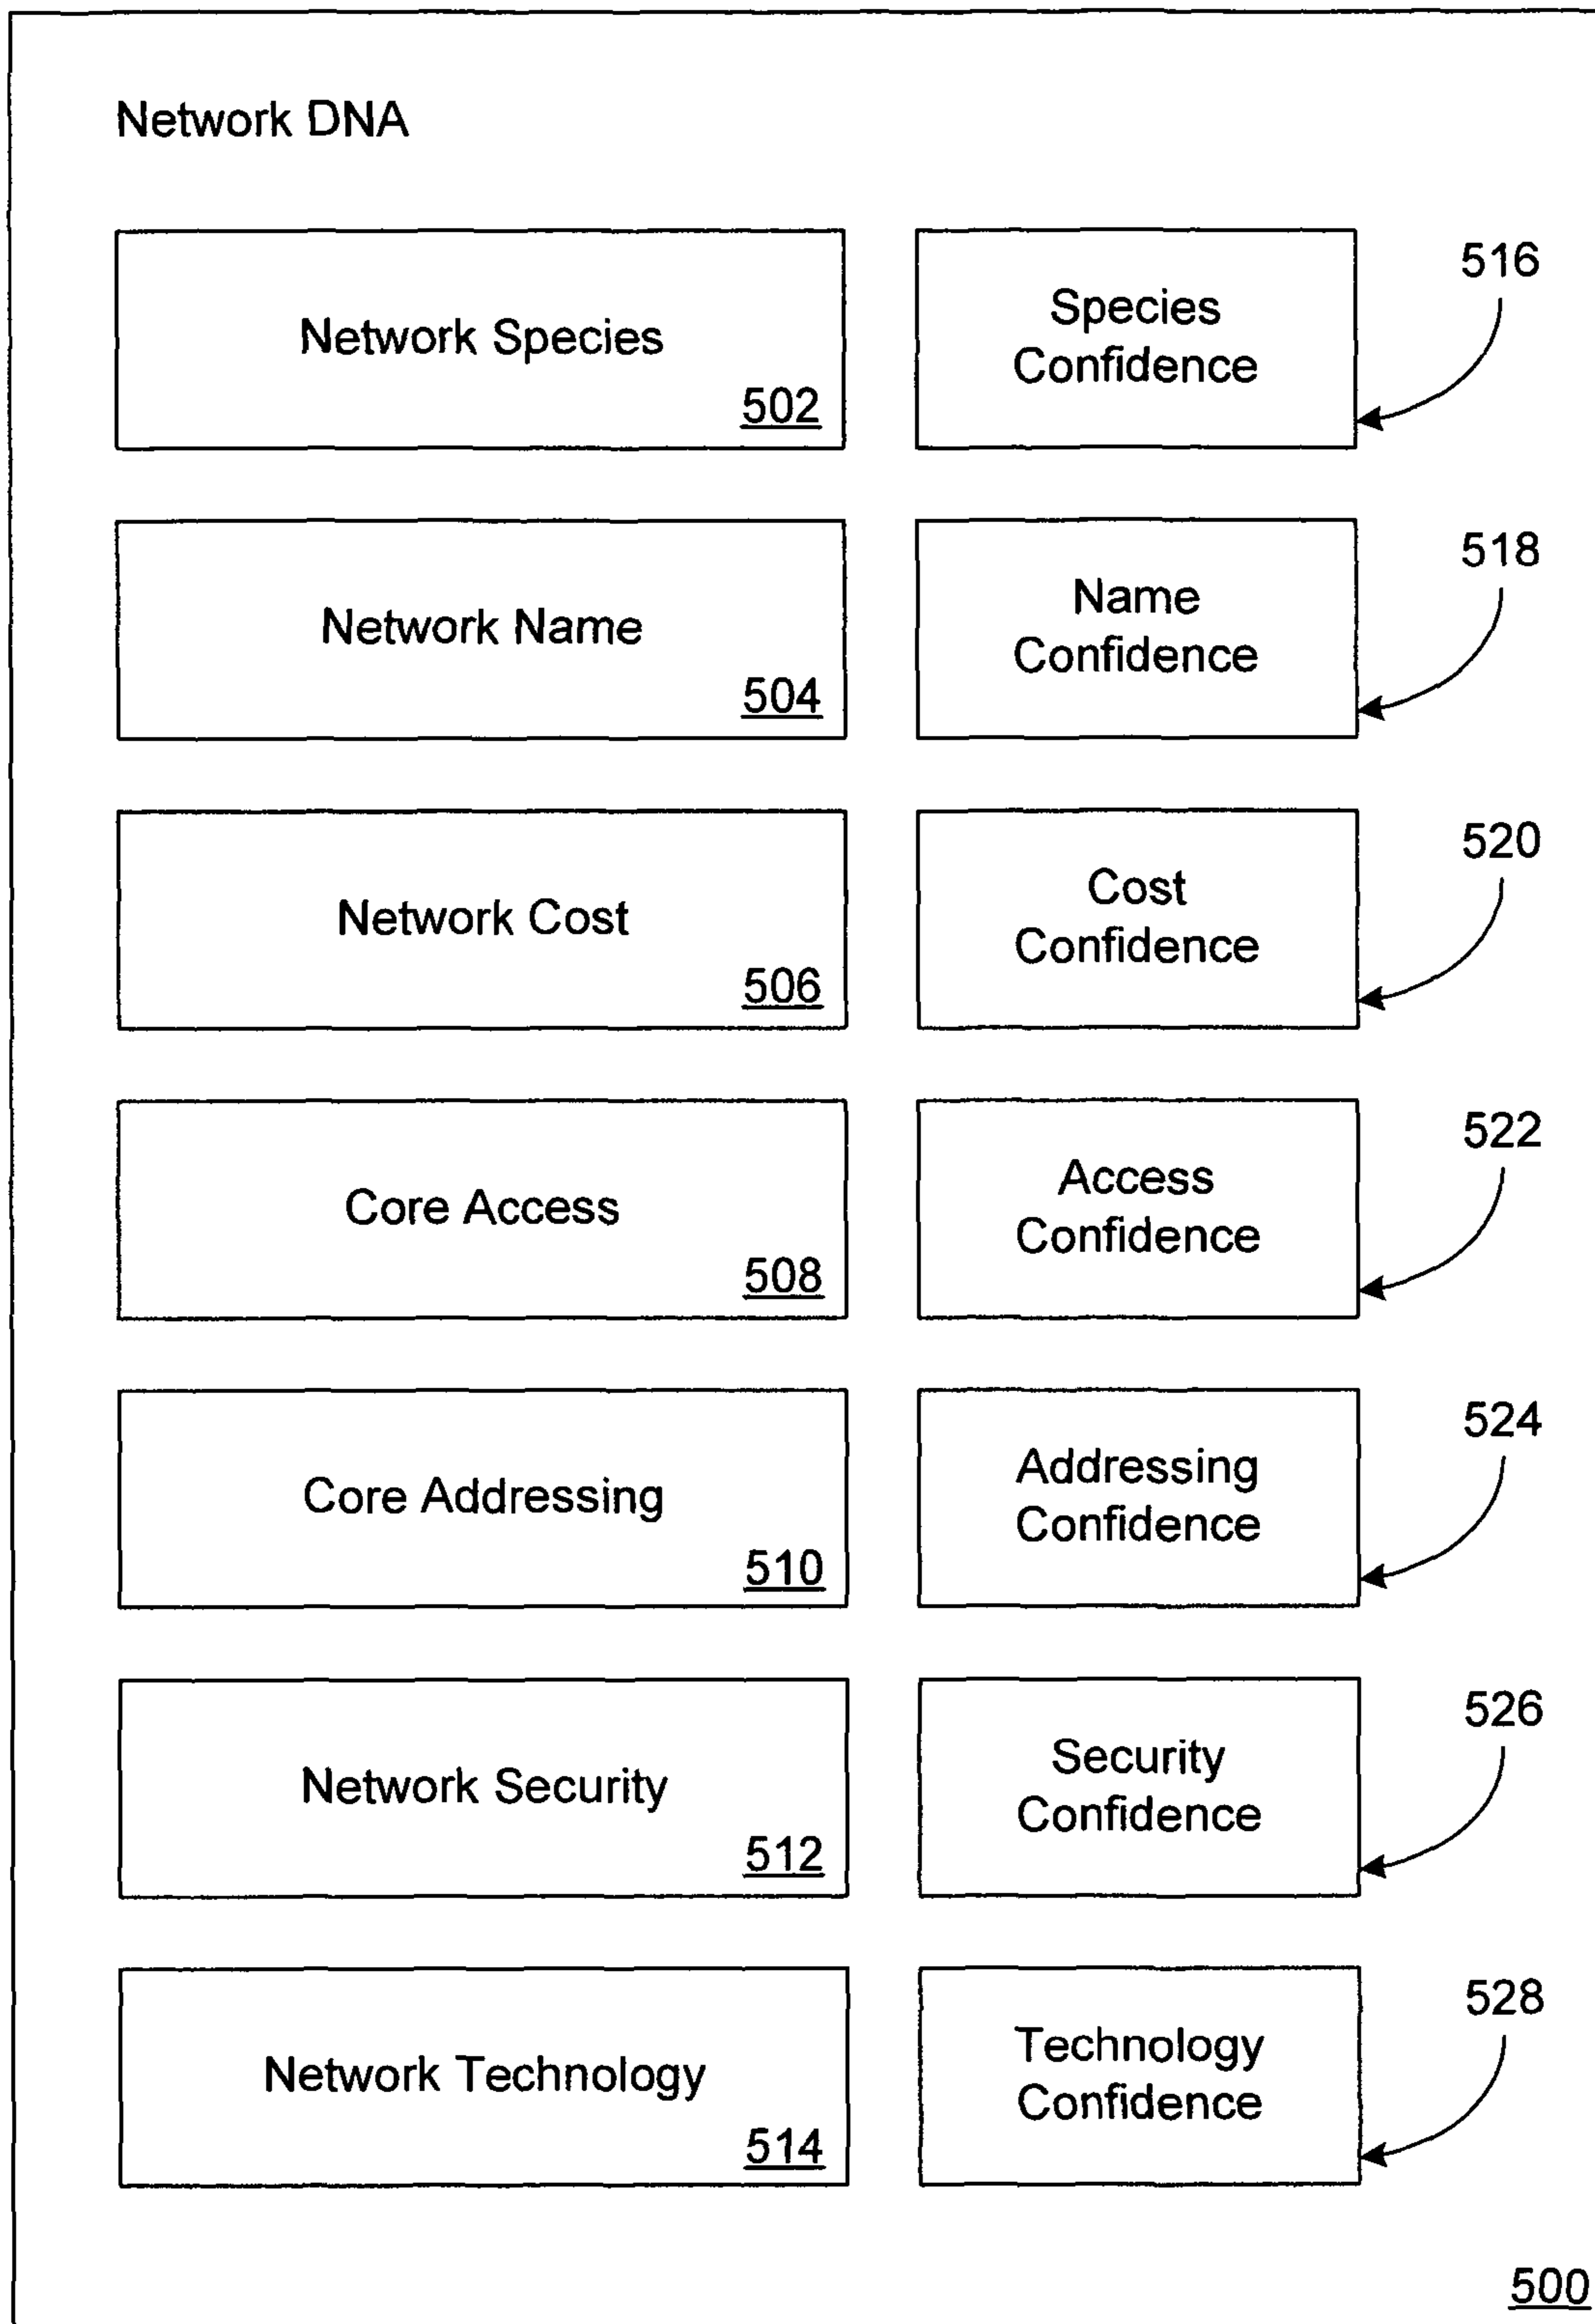 Network DNA
Network Species
502
Species
Confidence
516
Network Name
504
Name
Confidence
518
Network Cost
506
Cost
Confidence
520
Core Access
508
Access
Confidence
522
Core Addressing
510
Addressing
Confidence
524
Network Security
512
Security
Confidence
526
Network Technology
514
Technology
Confidence
528
500